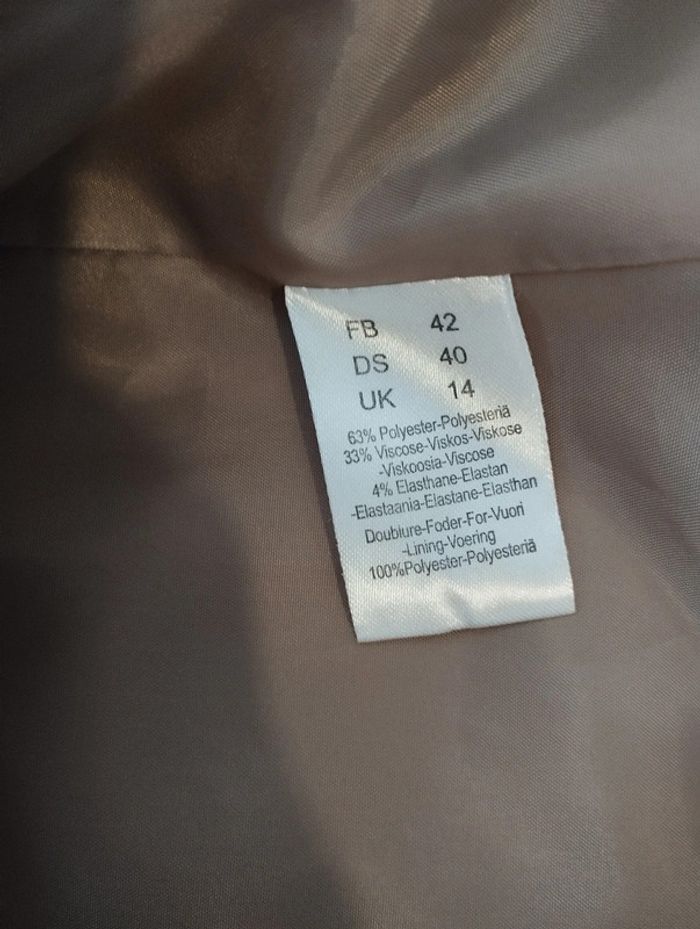 FB 42
DS 40
UK 14
63% Polyester-Polyesteriä
33% Viscose-Viskos-Viskose
-Viskoosia-Viscose
4% Elasthane-Elastan
-Elastaania-Elastane-Elasthan
Doublure-Foder-For-Vuori
-Lining-Voering
100%Polyester-Polyesteriä